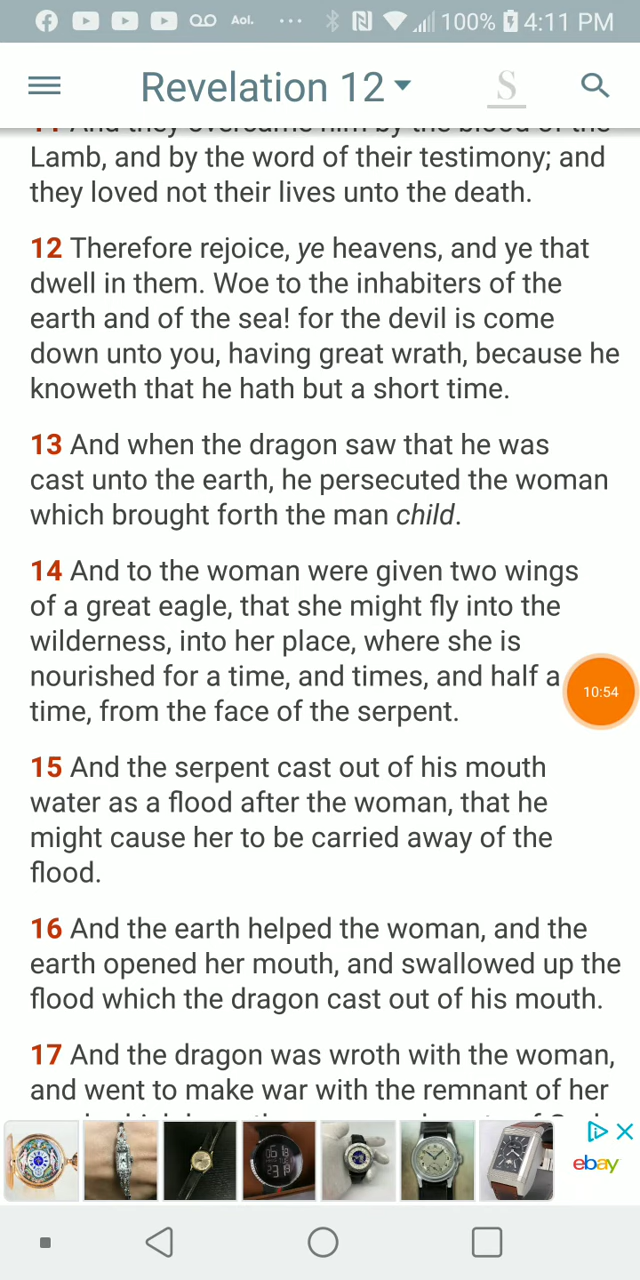 Aol. ... 100% 4:11 PM
Revelation 12 S
11 And they overcame him by the blood of the
Lamb, and by the word of their testimony; and
they loved not their lives unto the death.
12 Therefore rejoice, ye heavens, and ye that
dwell in them. Woe to the inhabiters of the
earth and of the sea! for the devil is come
down unto you, having great wrath, because he
knoweth that he hath but a short time.
13 And when the dragon saw that he was
cast unto the earth, he persecuted the woman
which brought forth the man child.
14 And to the woman were given two wings
of a great eagle, that she might fly into the
wilderness, into her place, where she is
nourished for a time, and times, and half a
10:54
time, from the face of the serpent.
15 And the serpent cast out of his mouth
water as a flood after the woman, that he
might cause her to be carried away of the
flood.
16 And the earth helped the woman, and the
earth opened her mouth, and swallowed up the
flood which the dragon cast out of his mouth.
17 And the dragon was wroth with the woman,
and went to make war with the remnant of her
ebay